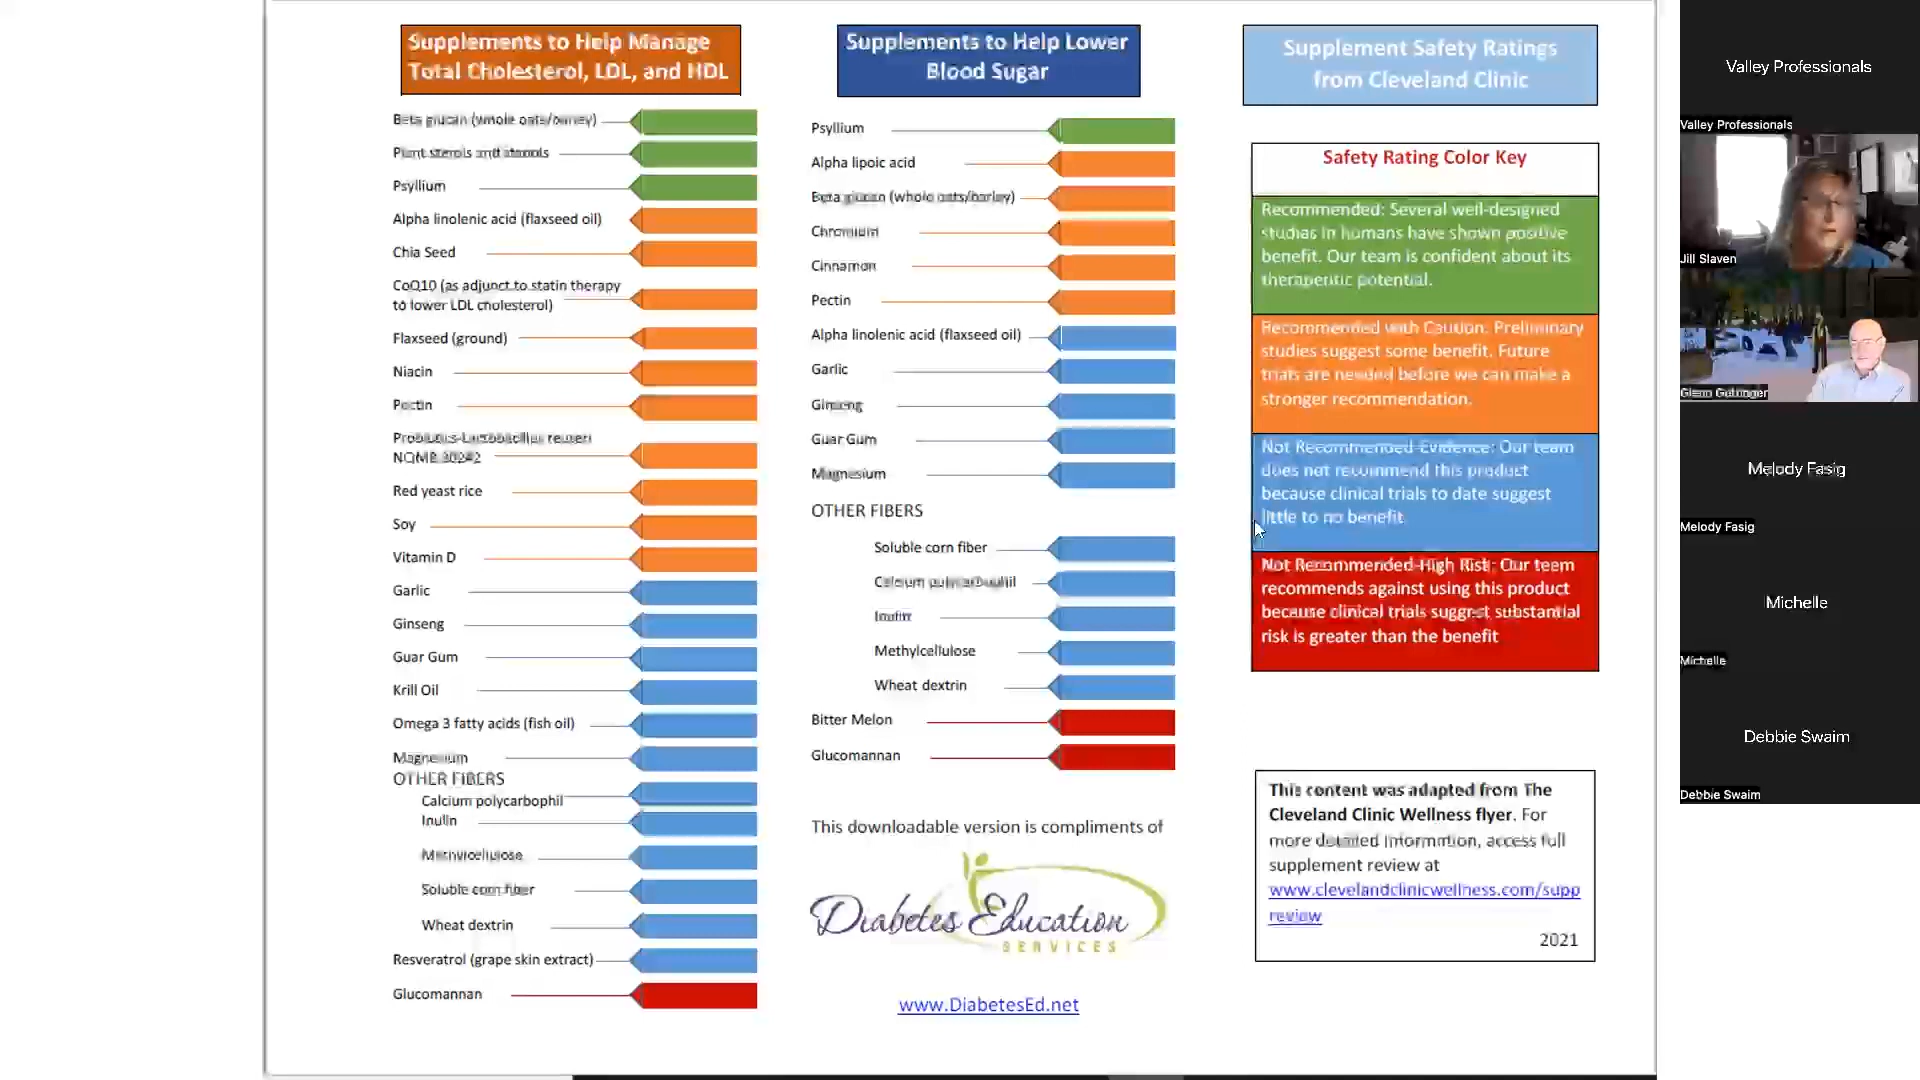 Supplements to Help Manage
Total Cholesterol, LDL, and HDL
Beta glucan (whole oats/barley)
Plant sterols and stanols
Psyllium
Alpha linolenic acid (flaxseed oil)
Chia Seed
CoQ10 (as adjunct to statin therapy
to lower LDL cholesterol)
Flaxseed (ground)
Niacin
Pectin
Probiotics-Lactobacillus reuteri
Red yeast rice
Soy
Vitamin D
Garlic
Ginseng
Guar Gum
Krill Oil
Omega 3 fatty acids (fish oil)
Magnesium
OTHER FIBERS
Calcium polycarbophil
Inulin
Methylcellulose
Soluble corn fiber
Wheat dextrin
Resveratrol (grape skin extract)
Glucomannan
Supplements to Help Lower
Blood Sugar
Psyllium
Alpha lipoic acid
Beta glucan (whole oats/barley)
Chromium
Cinnamon
Pectin
Alpha linolenic acid (flaxseed oil)
Garlic
Ginseng
Guar Gum
Magnesium
OTHER FIBERS
Soluble corn fiber
Calcium polycarbophil
Inulin
Methylcellulose
Wheat dextrin
Bitter Melon
Glucomannan
This downloadable version is compliments of
Diabetes Education
SERVICES
www.DiabetesEd.net
Supplement Safety Ratings
from Cleveland Clinic
Safety Rating Color Key
Recommended: Several well-designed
studies in humans have shown positive
benefit. Our team is confident about its
therapeutic potential.
Recommended with Caution: Preliminary
studies suggest some benefit. Future
trials are needed before we can make a
stronger recommendation.
Not Recommended-Evidence: Our team
does not recommend this product
because clinical trials to date suggest
little to no benefit
Not Recommended-High Risk: Our team
recommends against using this product
because clinical trials suggest substantial
risk is greater than the benefit
This content was adapted from The
Cleveland Clinic Wellness flyer. For
more detailed information, access full
supplement review at
www.clevelandclinicwellness.com/supp
review
2021
Valley Professionals
Valley Professionals
Jill Slaven
Glenn
Melody Fasig
Melody Fasig
Michelle
Michelle
Debbie Swaim
Debbie Swaim